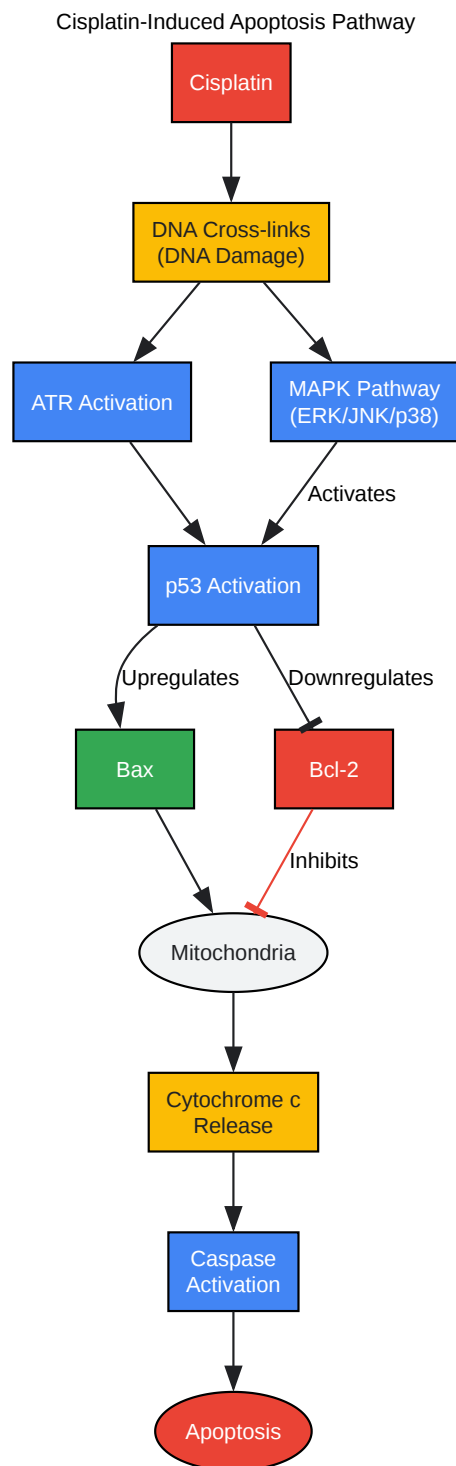 Cisplatin-Induced Apoptosis Pathway
Cisplatin
DNA Cross-links
(DNA Damage)
ATR Activation
MAPK Pathway
(ERK/JNK/p38)
Activates
p53 Activation
Upregulates
Downregulates
Bax
Bcl-2
Inhibits
Mitochondria
Cytochrome c
Release
Caspase
Activation
Apoptosis